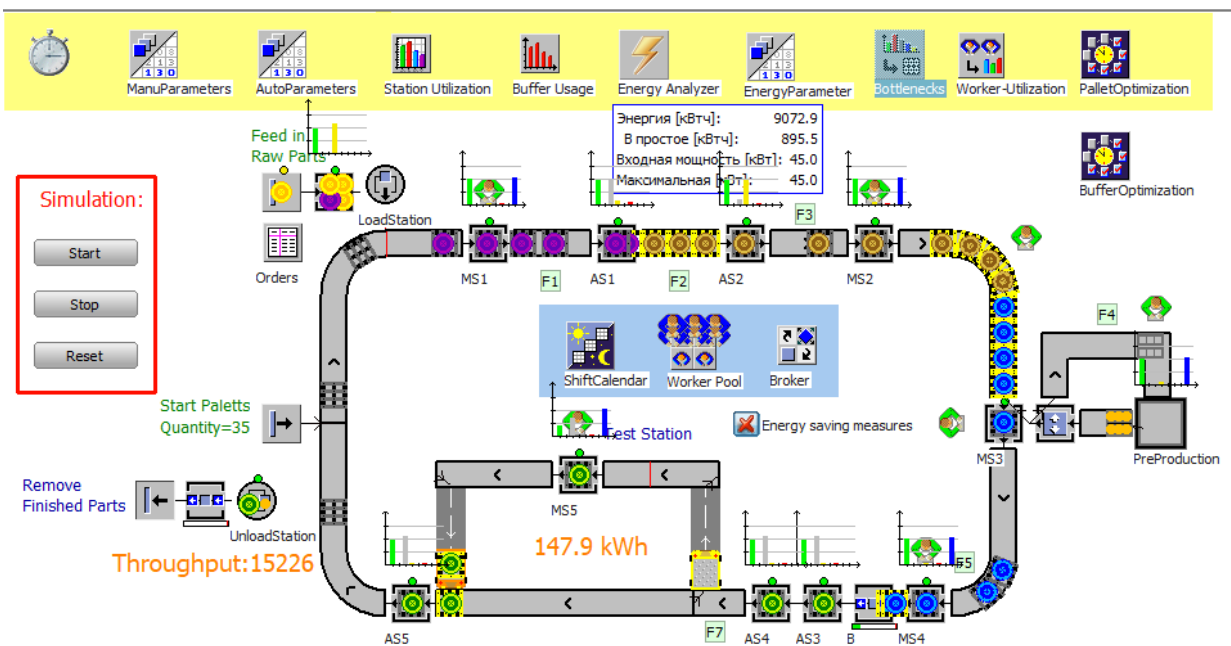 ManuParameters
AutoParameters
Station Utilization
Buffer Usage
Energy Analyzer
EnergyParameter
Bottlenecks
Worker-Utilization
PalletOptimization
Энергия [кВтч]: 9072.9
В простое [кВтч]: 895.5
Входная мощность [кВт]: 45.0
Максимальная [кВт]: 45.0
BufferOptimization
Feed in
Raw Parts
LoadStation
Orders
Simulation:
Start
Stop
Reset
MS1
F1
AS1
F2
AS2
F3
MS2
F4
ShiftCalendar
Worker Pool
Broker
Start Paletts
Quantity=35
Test Station
Energy saving measures
MS3
PreProduction
Remove
Finished Parts
UnloadStation
MS5
Throughput:15226
147.9 kWh
F5
AS5
F7
AS4
AS3
B
MS4